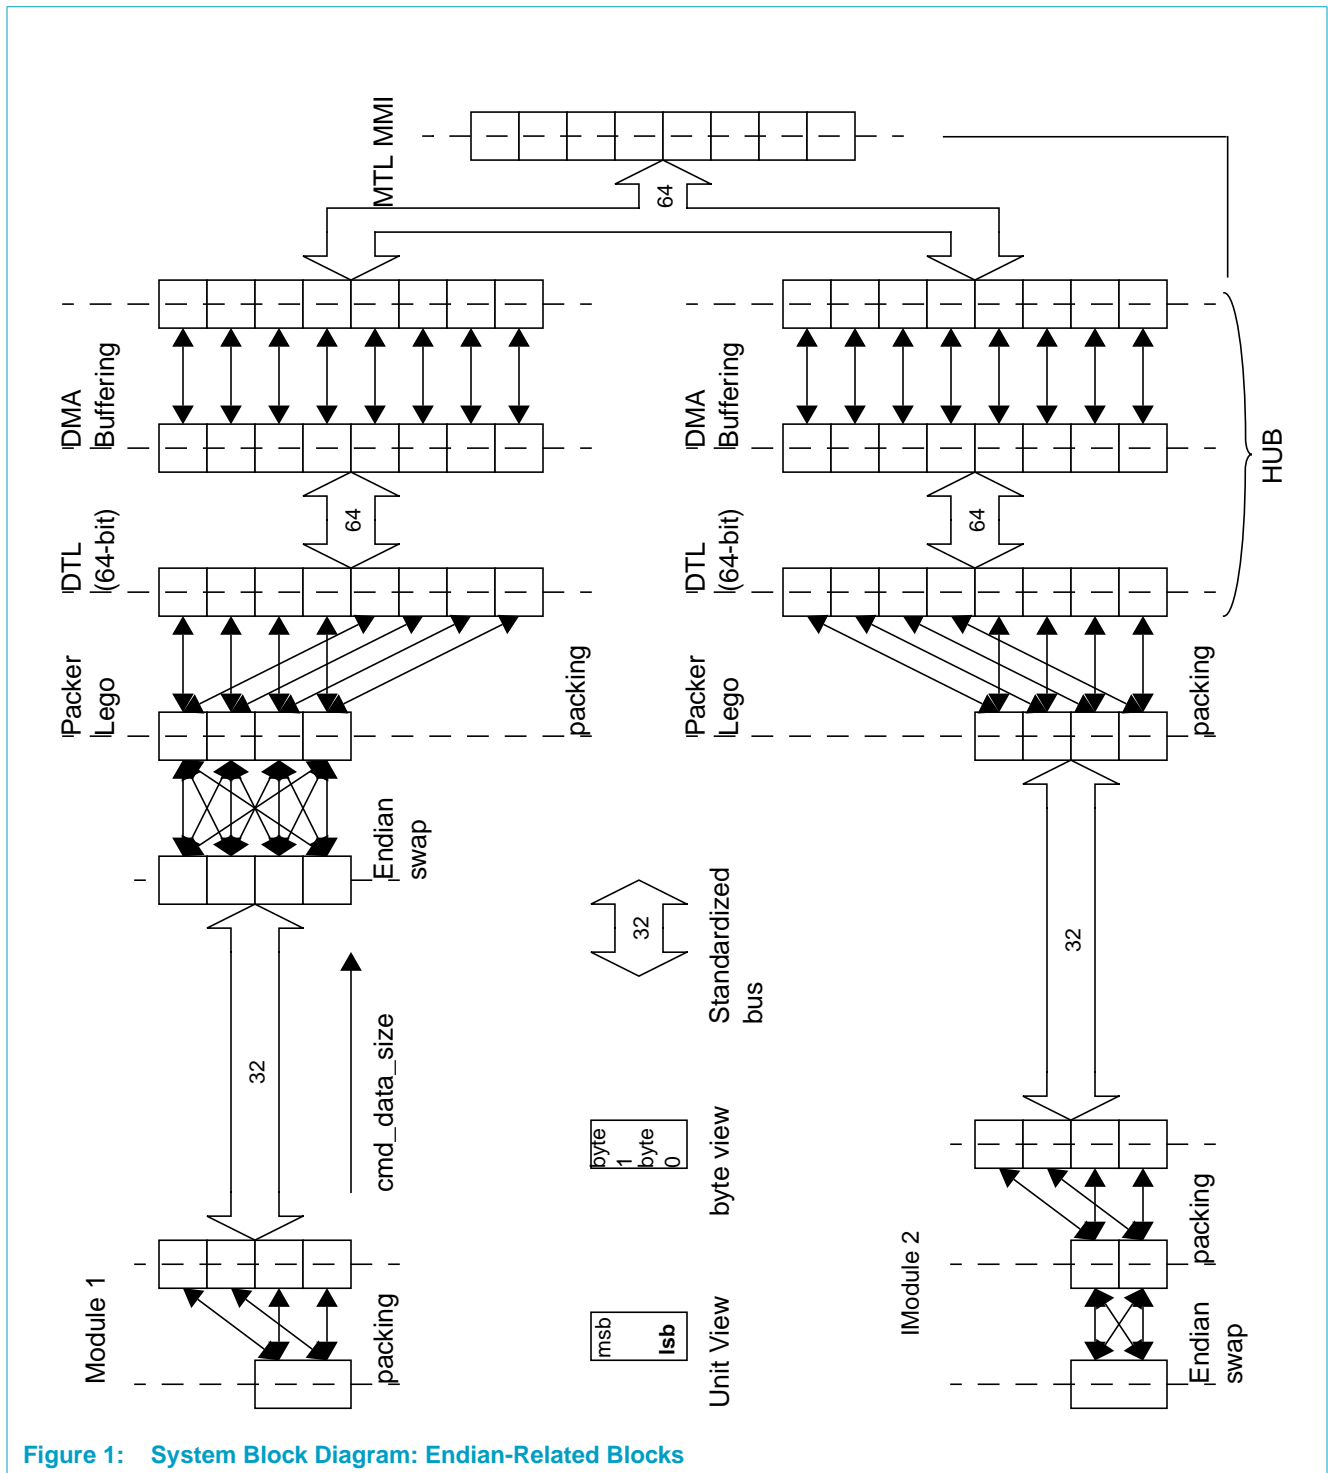 MTL MMI
64
DMA
Buffering
DMA
Buffering
HUB
64
64
DTL
(64-bit)
DTL
(64-bit)
Packer
Lego
packing
Packer
Lego
packing
Endian
swap
32
cmd_data_size
32
Standardized
bus
32
byte
1
byte
0
byte view
Module 1
packing
msb
lsb
Unit View
IModule 2
packing
Endian
swap
Figure 1: System Block Diagram: Endian-Related Blocks